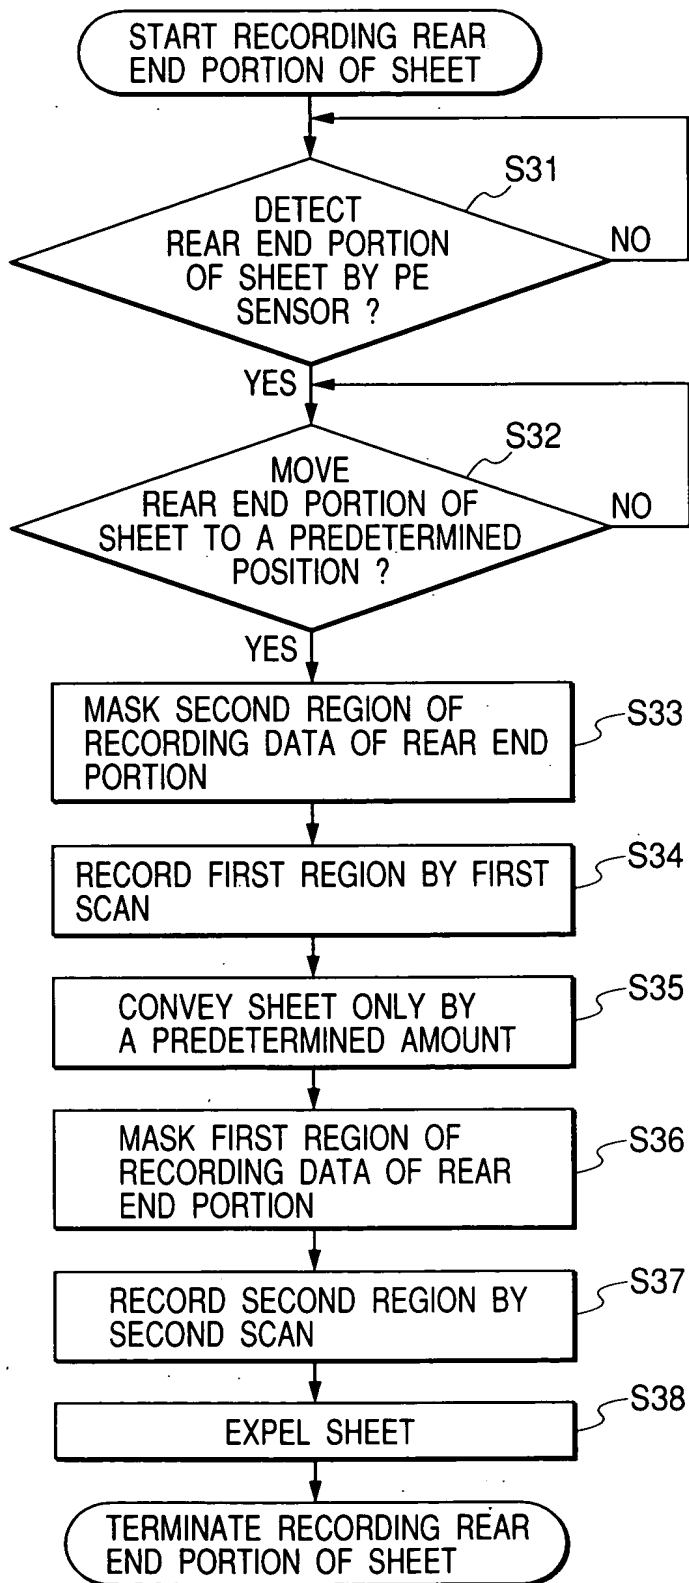 START RECORDING REAR
END PORTION OF SHEET
S31
DETECT
REAR END PORTION
OF SHEET BY PE
SENSOR ?
NO
YES
S32
MOVE
REAR END PORTION OF
SHEET TO A PREDETERMINED
POSITION ?
NO
YES
MASK SECOND REGION OF
RECORDING DATA OF REAR END
PORTION
S33
RECORD FIRST REGION BY FIRST
SCAN
S34
CONVEY SHEET ONLY BY
A PREDETERMINED AMOUNT
S35
MASK FIRST REGION OF
RECORDING DATA OF REAR
END PORTION
S36
RECORD SECOND REGION BY
SECOND SCAN
S37
EXPEL SHEET
S38
TERMINATE RECORDING REAR
END PORTION OF SHEET